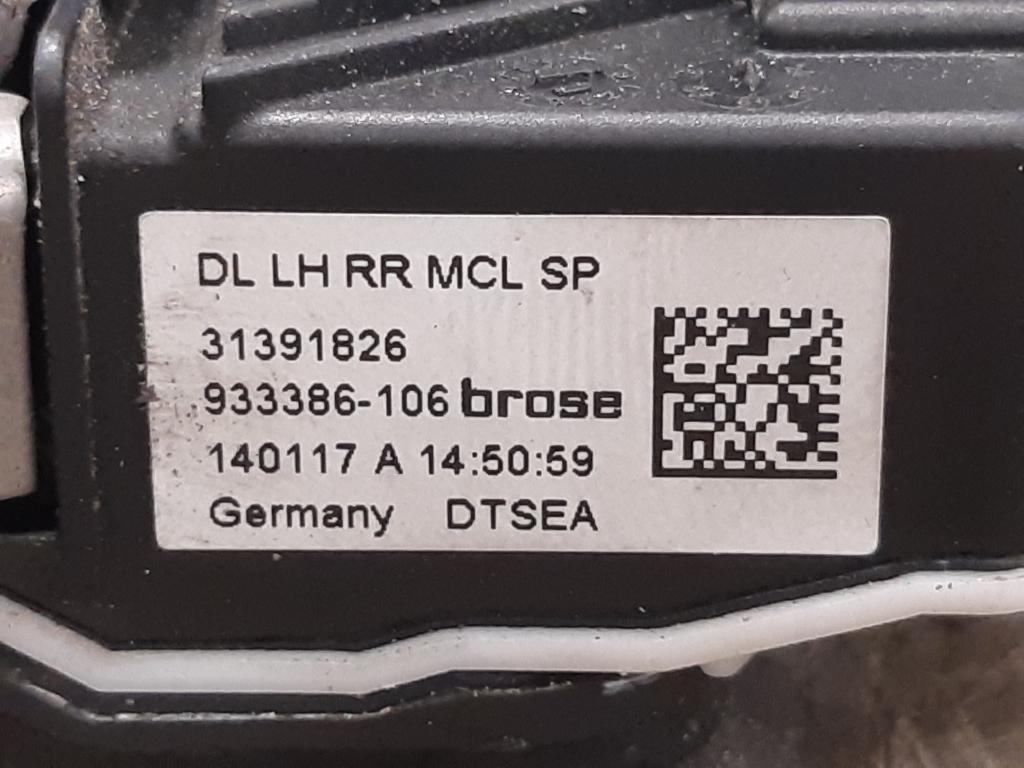 DL LH RR MCL SP
31391826
933386-106 brose
140117 A 14:50:59
Germany DTSEA